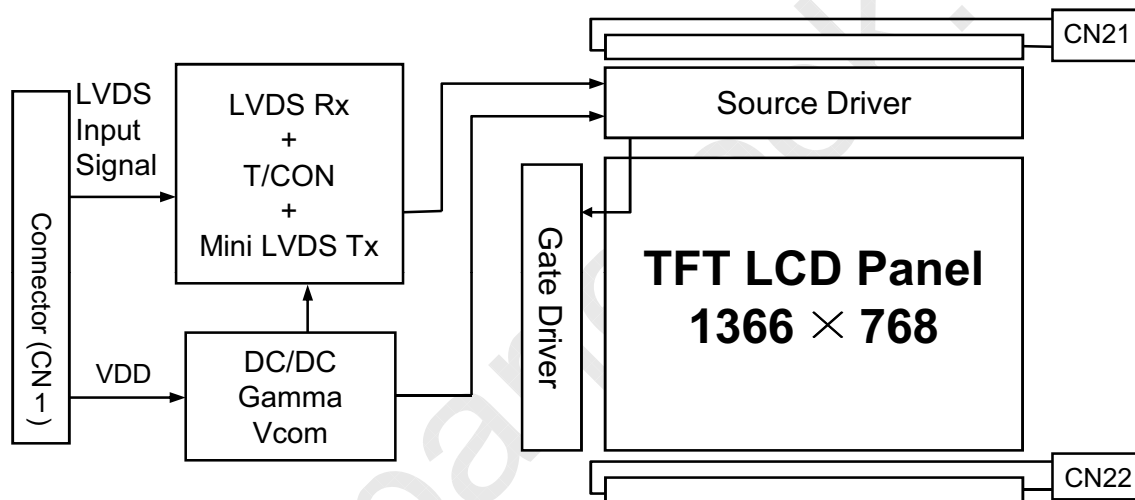 CN21
LVDS
Input
Signal
LVDS Rx
+
T/CON
+
Mini LVDS Tx
Source Driver
Connector (CN1)
Gate Driver
TFT LCD Panel
1366 × 768
VDD
DC/DC
Gamma
Vcom
CN22